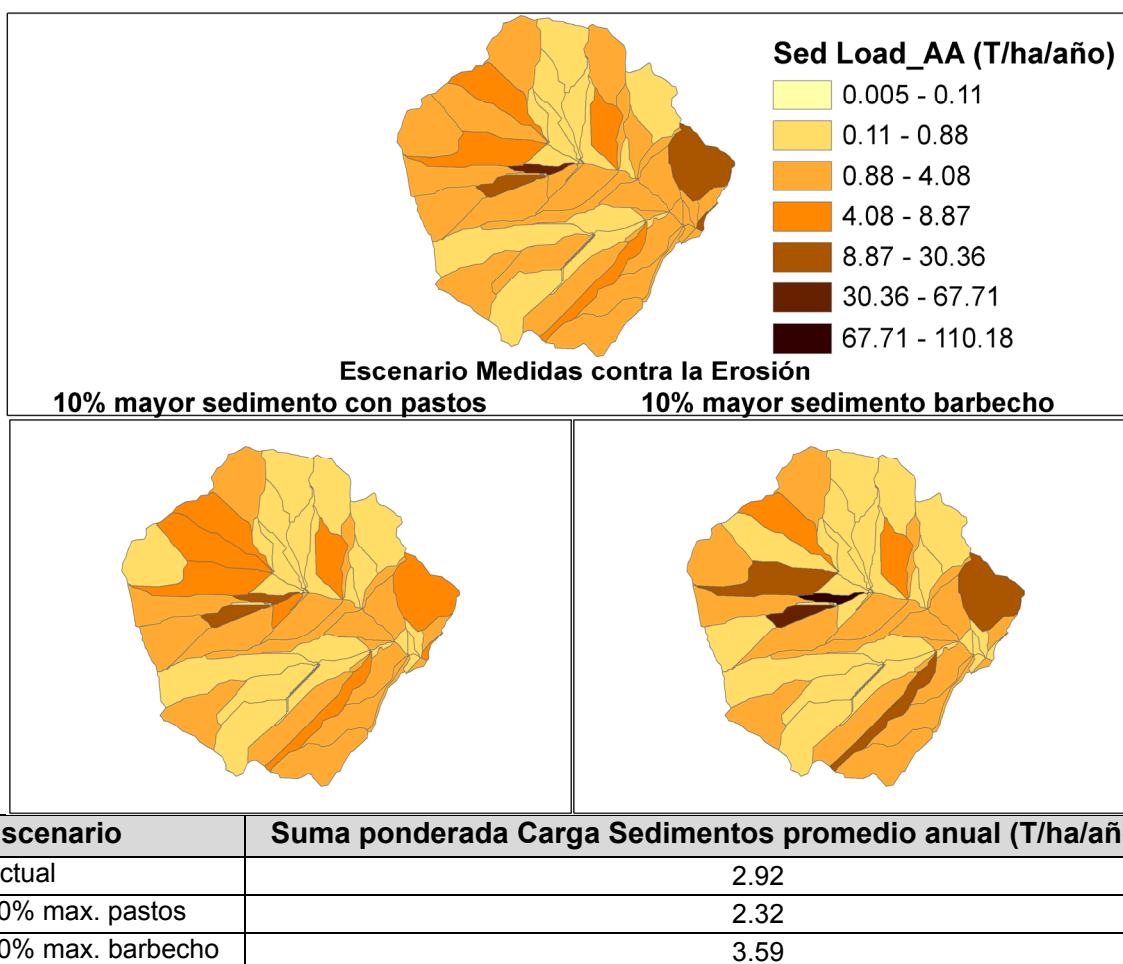 Sed Load_AA (T/ha/año)
0.005 - 0.11
0.11 - 0.88
0.88 - 4.08
4.08 - 8.87
8.87 - 30.36
30.36 - 67.71
67.71 - 110.18
Escenario Medidas contra la Erosión
10% mayor sedimento con pastos
10% mayor sedimento barbecho
scenario Suma ponderada Carga Sedimentos promedio anual (T/ha/añ
ctual 2.92
0% max. pastos 2.32
0% max. barbecho 3.59